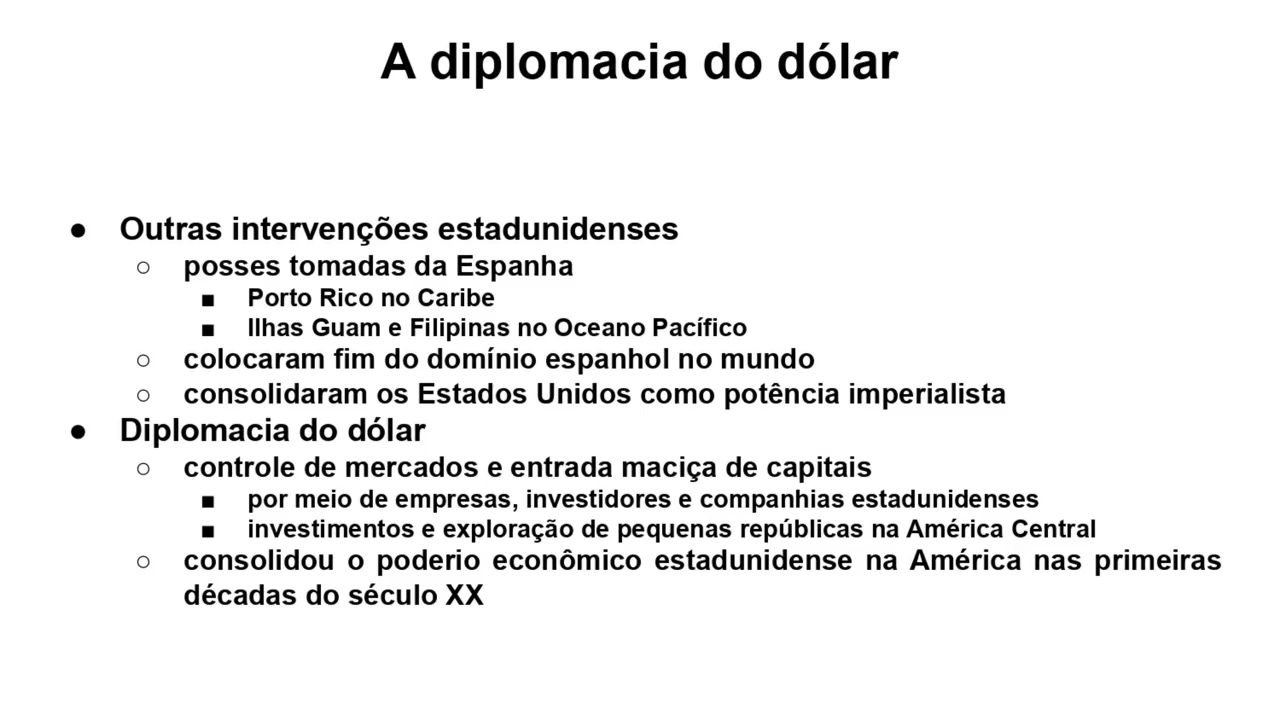 A diplomacia do dólar
● Outras intervenções estadunidenses
○ posses tomadas da Espanha
■ Porto Rico no Caribe
■ Ilhas Guam e Filipinas no Oceano Pacífico
○ colocaram fim do domínio espanhol no mundo
○ consolidaram os Estados Unidos como potência imperialista
● Diplomacia do dólar
○ controle de mercados e entrada maciça de capitais
■ por meio de empresas, investidores e companhias estadunidenses
■ investimentos e exploração de pequenas repúblicas na América Central
○ consolidou o poderio econômico estadunidense na América nas primeiras
décadas do século XX